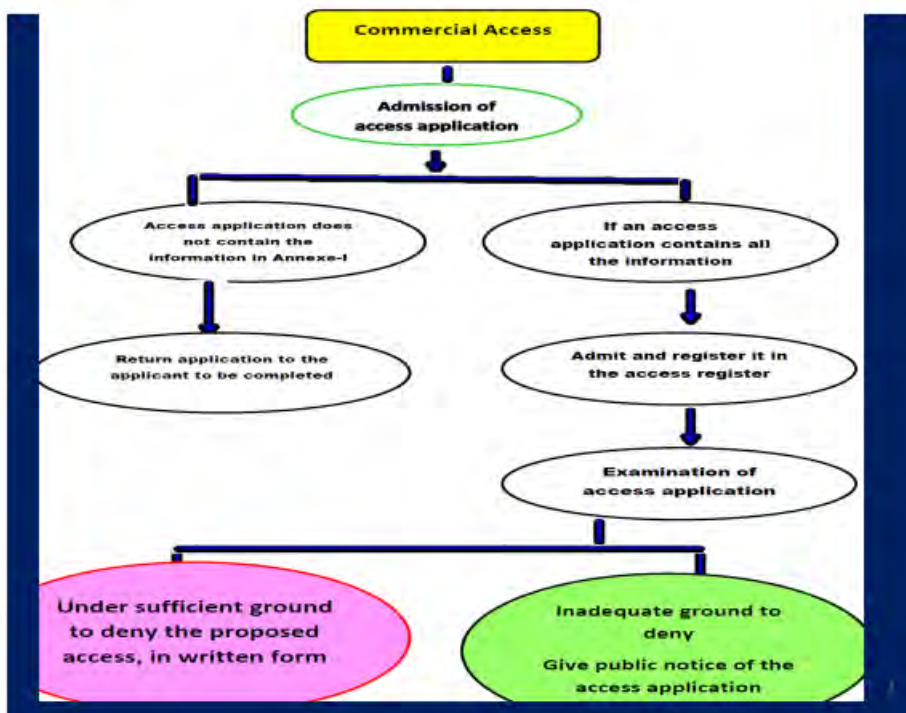 Commercial Access
Admission of
access application
Access application does
not contain the
information in Annexe-I
If an access
application contains all
the information
Return application to the
applicant to be completed
Admit and register it in
the access register
Examination of
access application
Under sufficient ground
to deny the proposed
access, in written form
Inadequate ground to
deny
Give public notice of the
access application